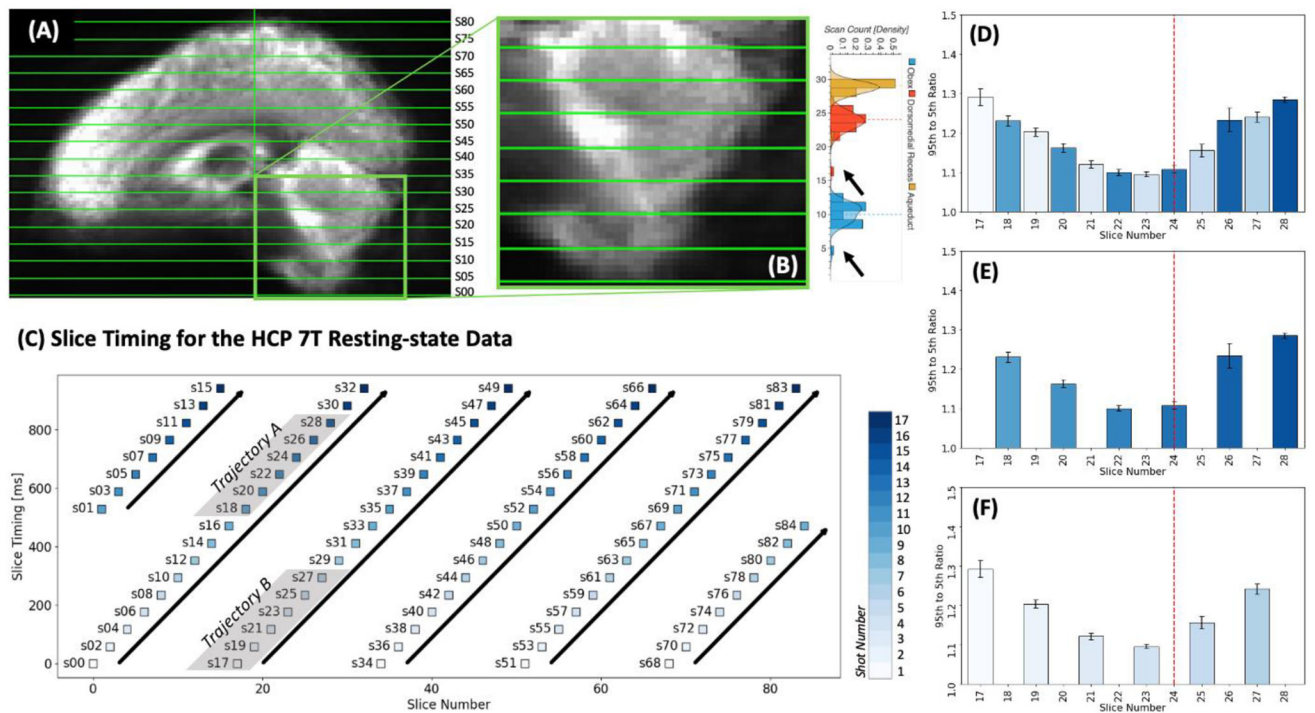 (A)
S80
S75
S70
S65
S60
S55
S50
S45
S40
S35
S30
S25
S20
S15
S10
S05
S00
(B)
Scan Count [Density]
0 0.1 0.2 0.3 0.4 0.5
30
25
20
15
10
5
Obex Dorsomedial Recess Aqueduct
(C) Slice Timing for the HCP 7T Resting-state Data
Slice Timing [ms]
800
600
400
200
0
s15
s13
s11
s09
s07
s05
s03
s01
s32
s30
s28
s26
s24
s22
s20
s18
s16
s14
s12
s10
s08
s06
s04
s02
s00
Trajectory A
s49
s47
s45
s43
s41
s39
s37
s35
s33
s31
s29
s27
s25
s23
s21
s19
s17
Trajectory B
s66
s64
s62
s60
s58
s56
s54
s52
s50
s48
s46
s44
s42
s40
s38
s36
s34
s83
s81
s79
s77
s75
s73
s71
s69
s67
s65
s63
s61
s59
s57
s55
s53
s51
s84
s82
s80
s78
s76
s74
s72
s70
s68
0 20 40 60 80
Slice Number
Shot Number
17
16
15
14
13
12
11
10
9
8
7
6
5
4
3
2
1
(D)
95th to 5th Ratio
1.5
1.4
1.3
1.2
1.1
1.0
17 18 19 20 21 22 23 24 25 26 27 28
Slice Number
(E)
95th to 5th Ratio
1.5
1.4
1.3
1.2
1.1
1.0
17 18 19 20 21 22 23 24 25 26 27 28
Slice Number
(F)
95th to 5th Ratio
1.5
1.4
1.3
1.2
1.1
1.0
17 18 19 20 21 22 23 24 25 26 27 28
Slice Number